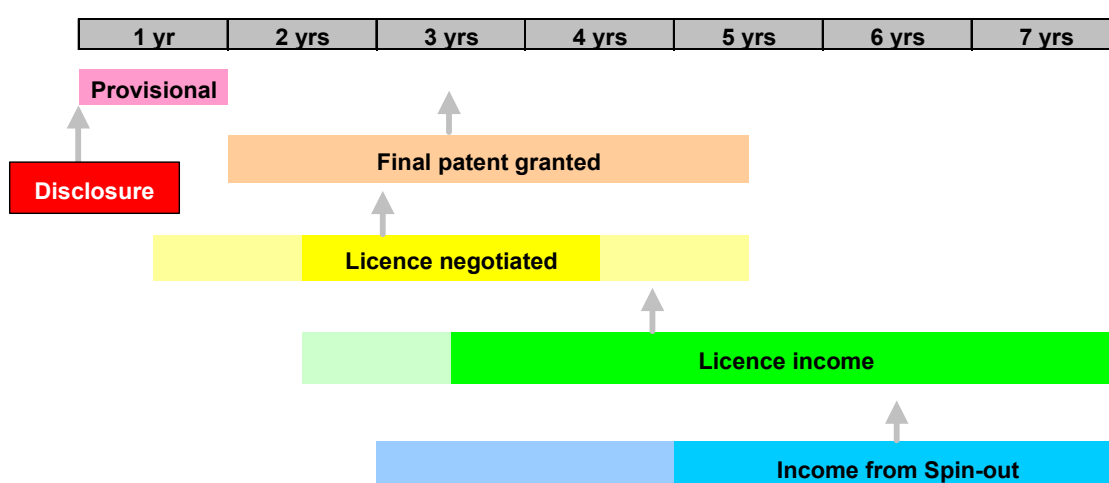 1 yr 2 yrs 3 yrs 4 yrs 5 yrs 6 yrs 7 yrs
Provisional
Final patent granted
Disclosure
Licence negotiated
Licence income
Income from Spin-out